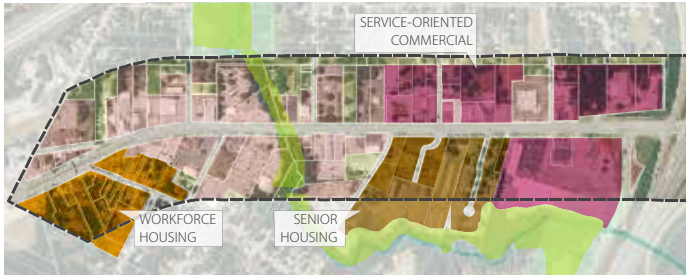 SERVICE-ORIENTED
COMMERCIAL
WORKFORCE
HOUSING
SENIOR
HOUSING